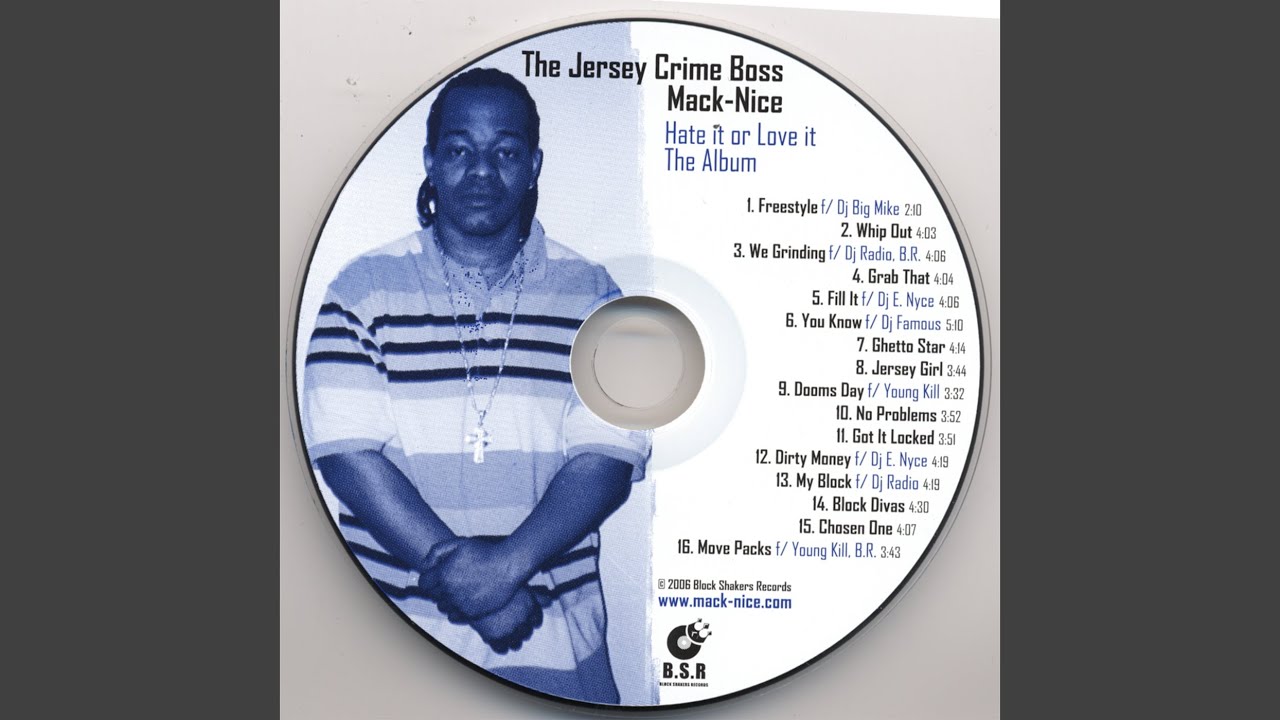 The Jersey Crime Boss
Mack-Nice
Hate it or Love it
The Album
1. Freestyle f/ Dj Big Mike 2:10
2. Whip Out 4:03
3. We Grinding f/ Dj Radio, B.R. 4:06
4. Grab That 4:04
5. Fill It f/ Dj E. Nyce 4:06
6. You Know f/ Dj Famous 5:10
7. Ghetto Star 4:14
8. Jersey Girl 3:44
9. Dooms Day f/ Young Kill 3:32
10. No Problems 3:52
11. Got It Locked 3:51
12. Dirty Money f/ Dj E. Nyce 4:19
13. My Block f/ Dj Radio 4:19
14. Block Divas 4:30
15. Chosen One 4:07
16. Move Packs f/ Young Kill, B.R. 3:43
© 2006 Block Shakers Records
www.mack-nice.com
B.S.R
BLOCK SHAKERS RECORDS